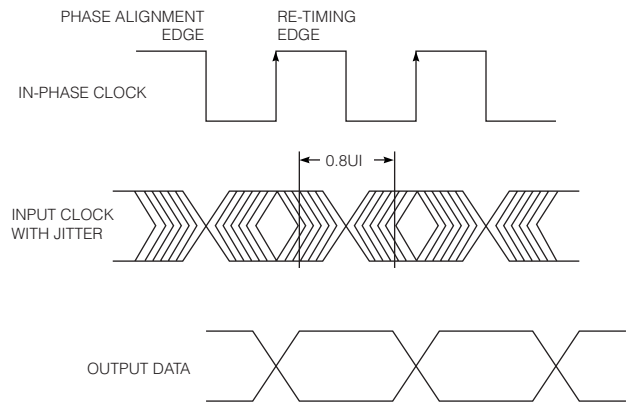 PHASE ALIGNMENT
EDGE
RE-TIMING
EDGE
IN-PHASE CLOCK
0.8UI
INPUT CLOCK
WITH JITTER
OUTPUT DATA